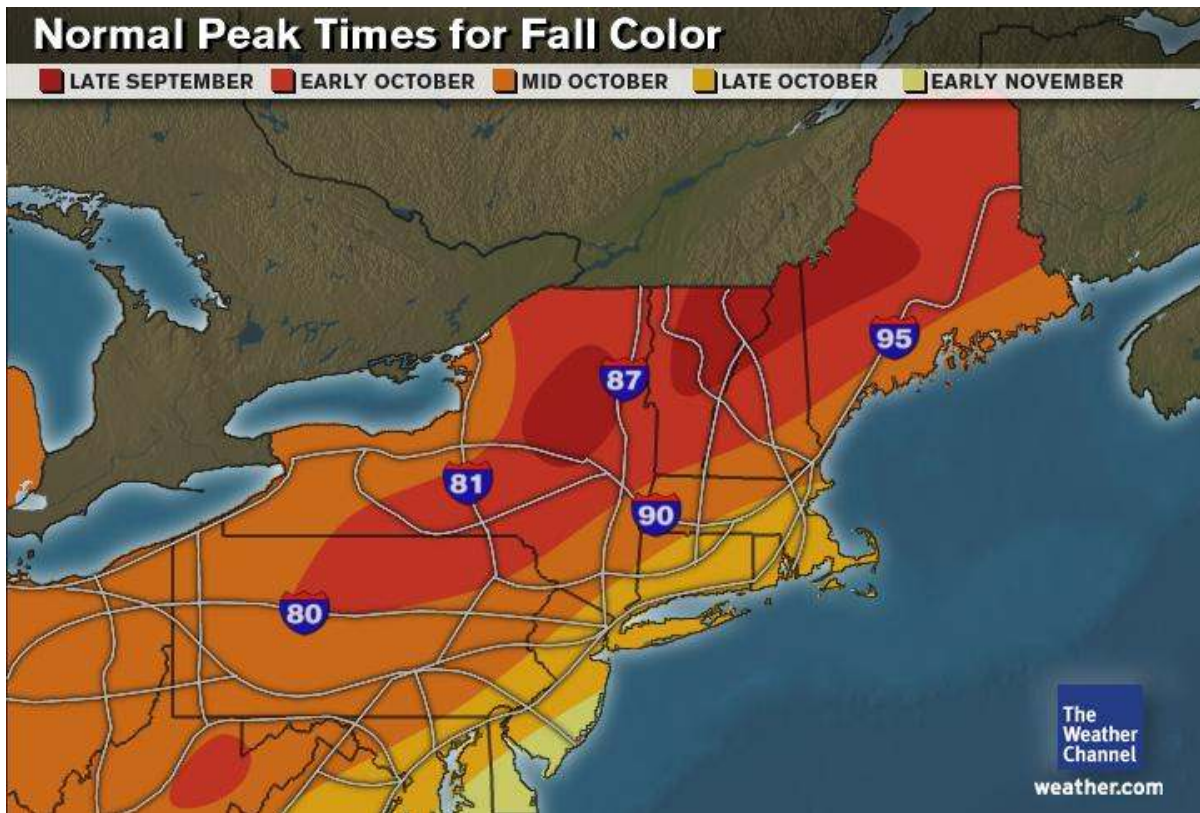 Normal Peak Times for Fall Color
LATE SEPTEMBER EARLY OCTOBER MID OCTOBER LATE OCTOBER EARLY NOVEMBER
95
87
81
90
80
The
Weather
Channel
weather.com